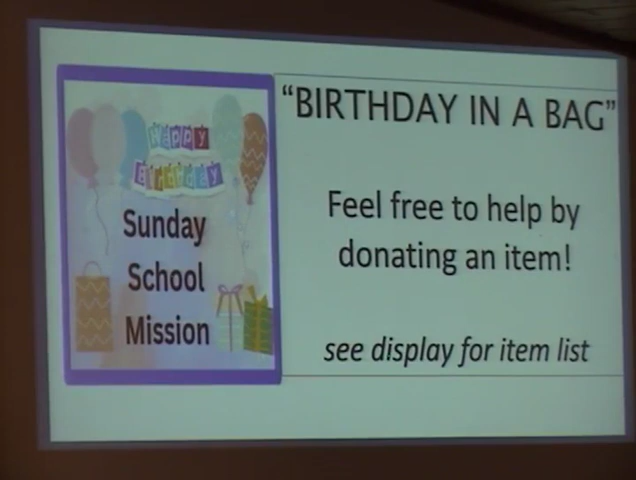 Happy
Birthday
Sunday
School
Mission
“BIRTHDAY IN A BAG”
Feel free to help by
donating an item!
see display for item list